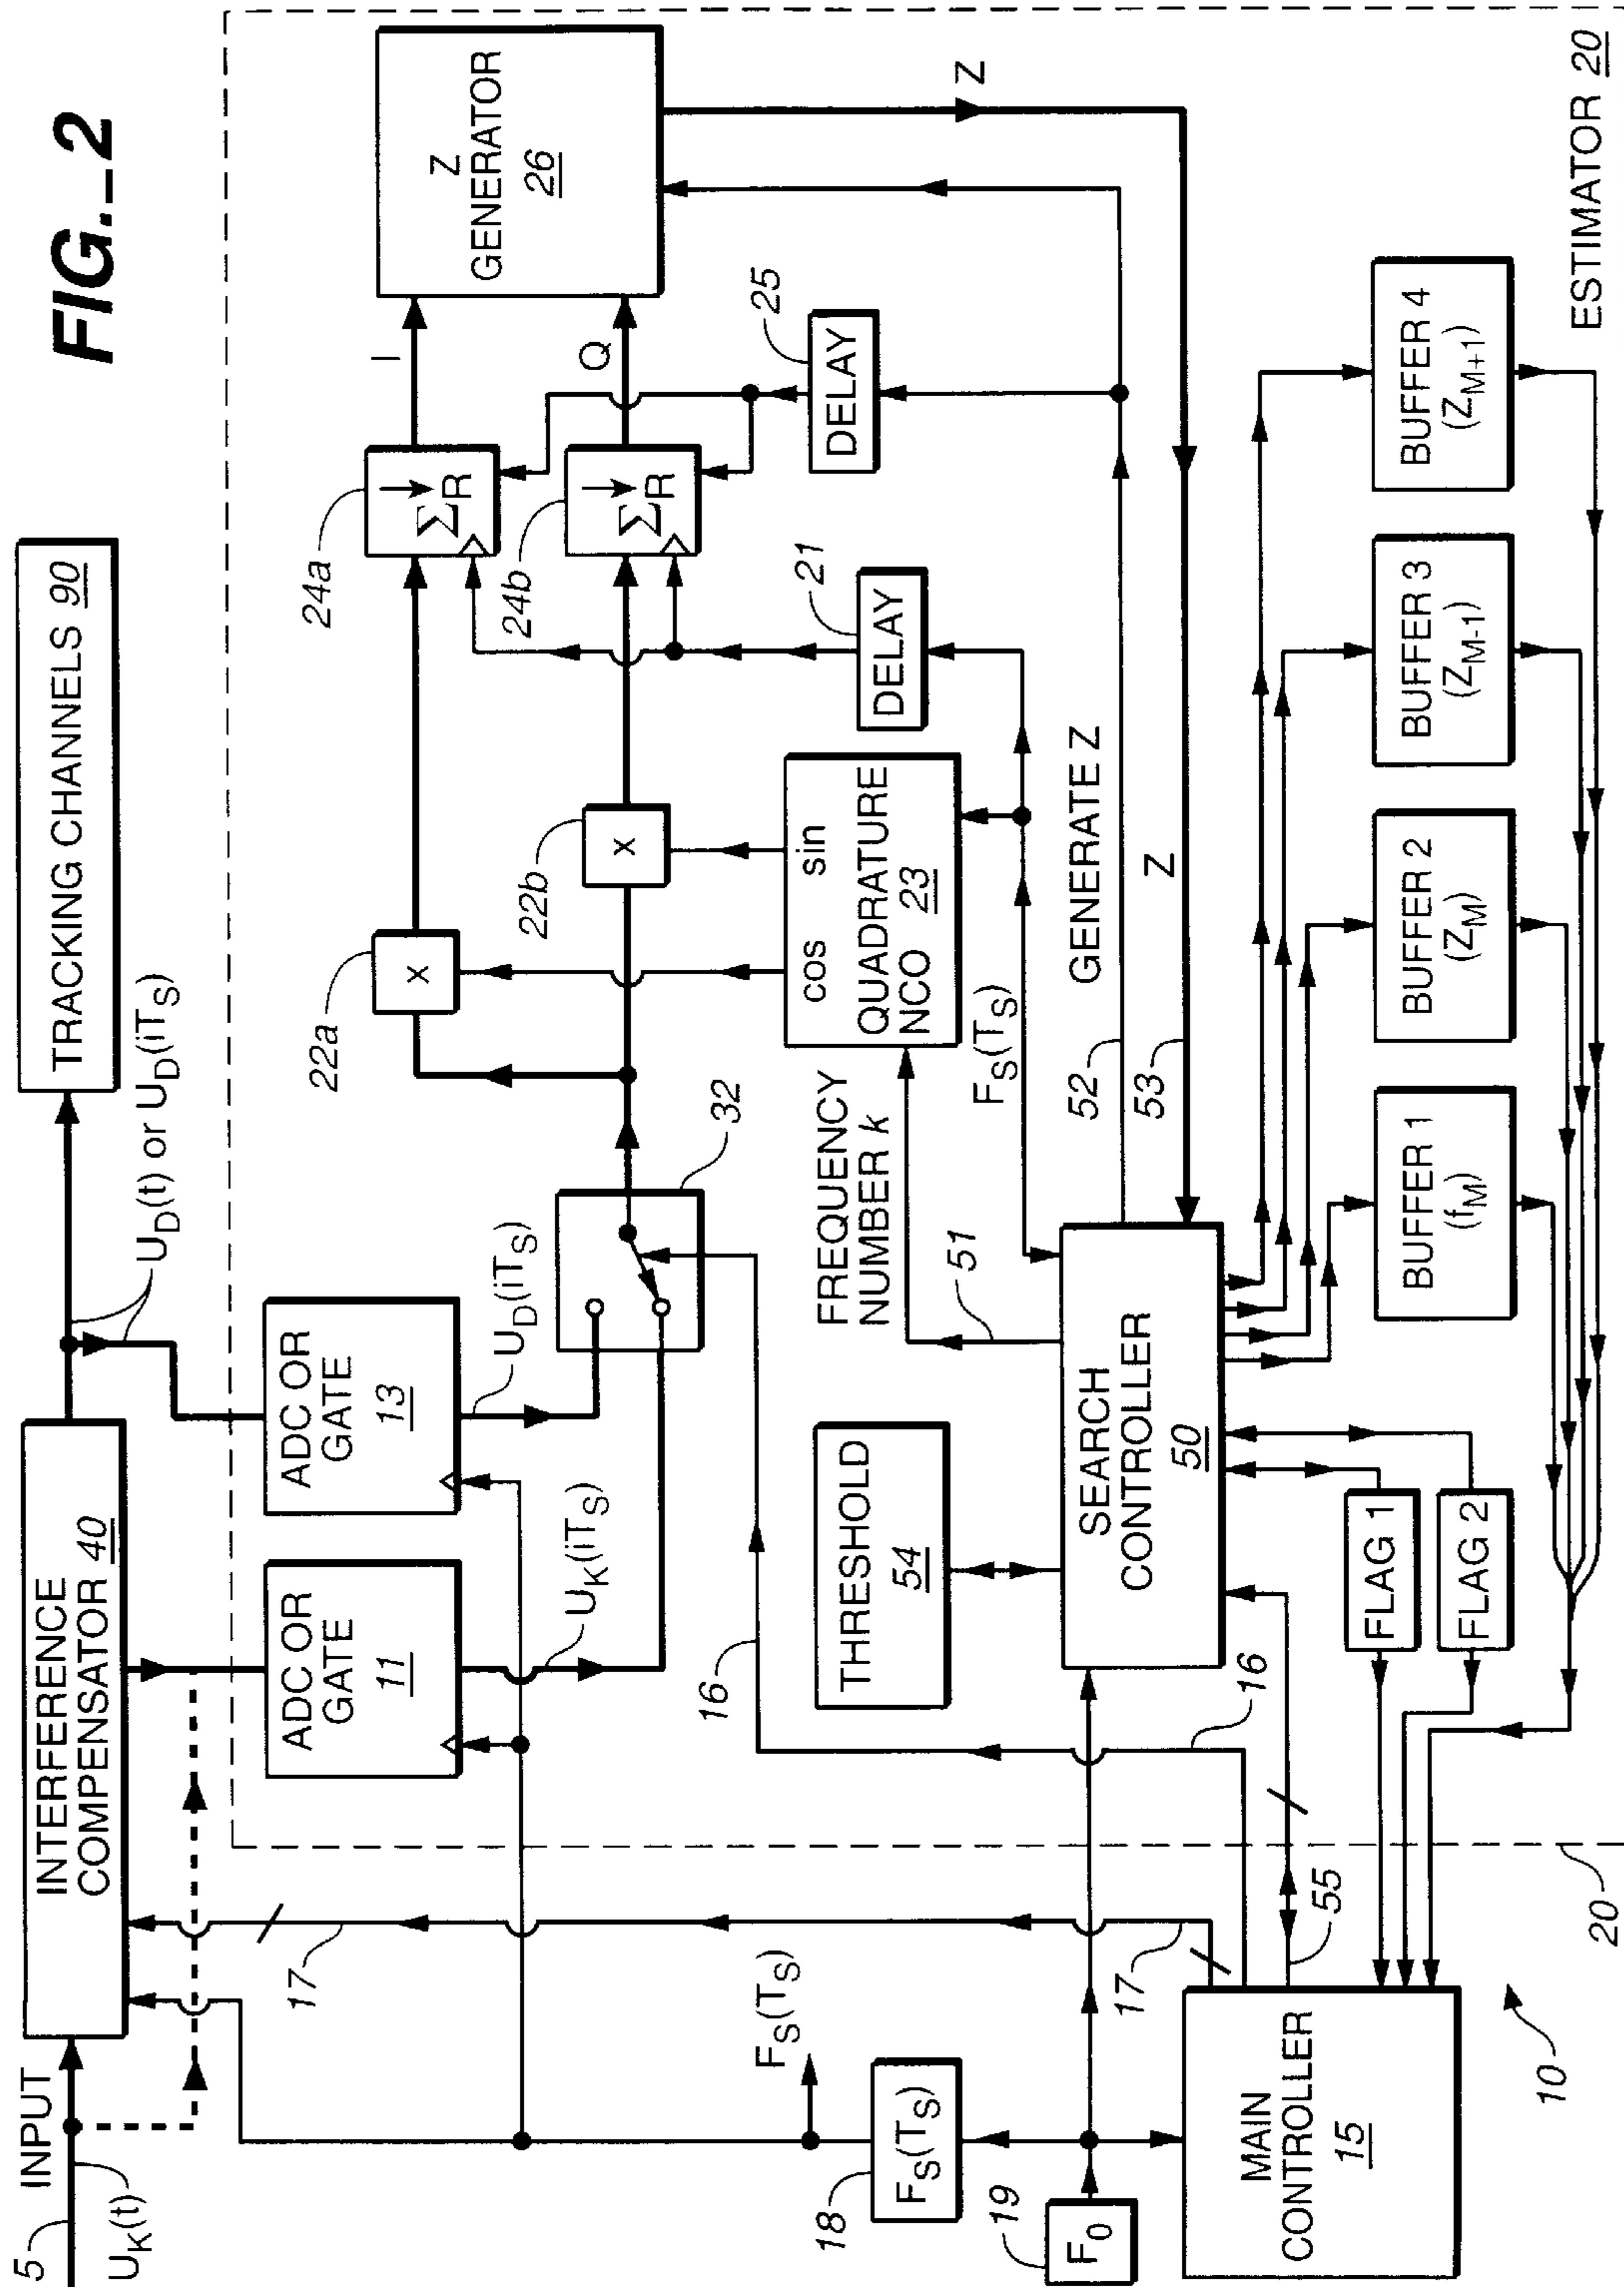 FIG._2
5
INPUT
U_K(t)
INTERFERENCE
COMPENSATOR 40
U_D(t) or U_D(iT_S)
TRACKING CHANNELS 90
17
ADC OR
GATE
11
ADC OR
GATE
13
U_K(iT_S)
U_D(iT_S)
32
16
22a
x
22b
x
24a
Σ R
24b
Σ R
I
Q
Z
GENERATOR
26
cos sin
QUADRATURE
NCO 23
DELAY
21
DELAY
25
FREQUENCY
NUMBER k
F_S(T_S)
51
GENERATE Z
52
53
Z
Z
THRESHOLD
54
SEARCH
CONTROLLER
50
F_S(T_S)
18
F_S(T_S)
19
F_0
17
16
55
MAIN
CONTROLLER
15
10
20
FLAG 1
FLAG 2
BUFFER 1
(f_M)
BUFFER 2
(Z_M)
BUFFER 3
(Z_M-1)
BUFFER 4
(Z_M+1)
ESTIMATOR 20